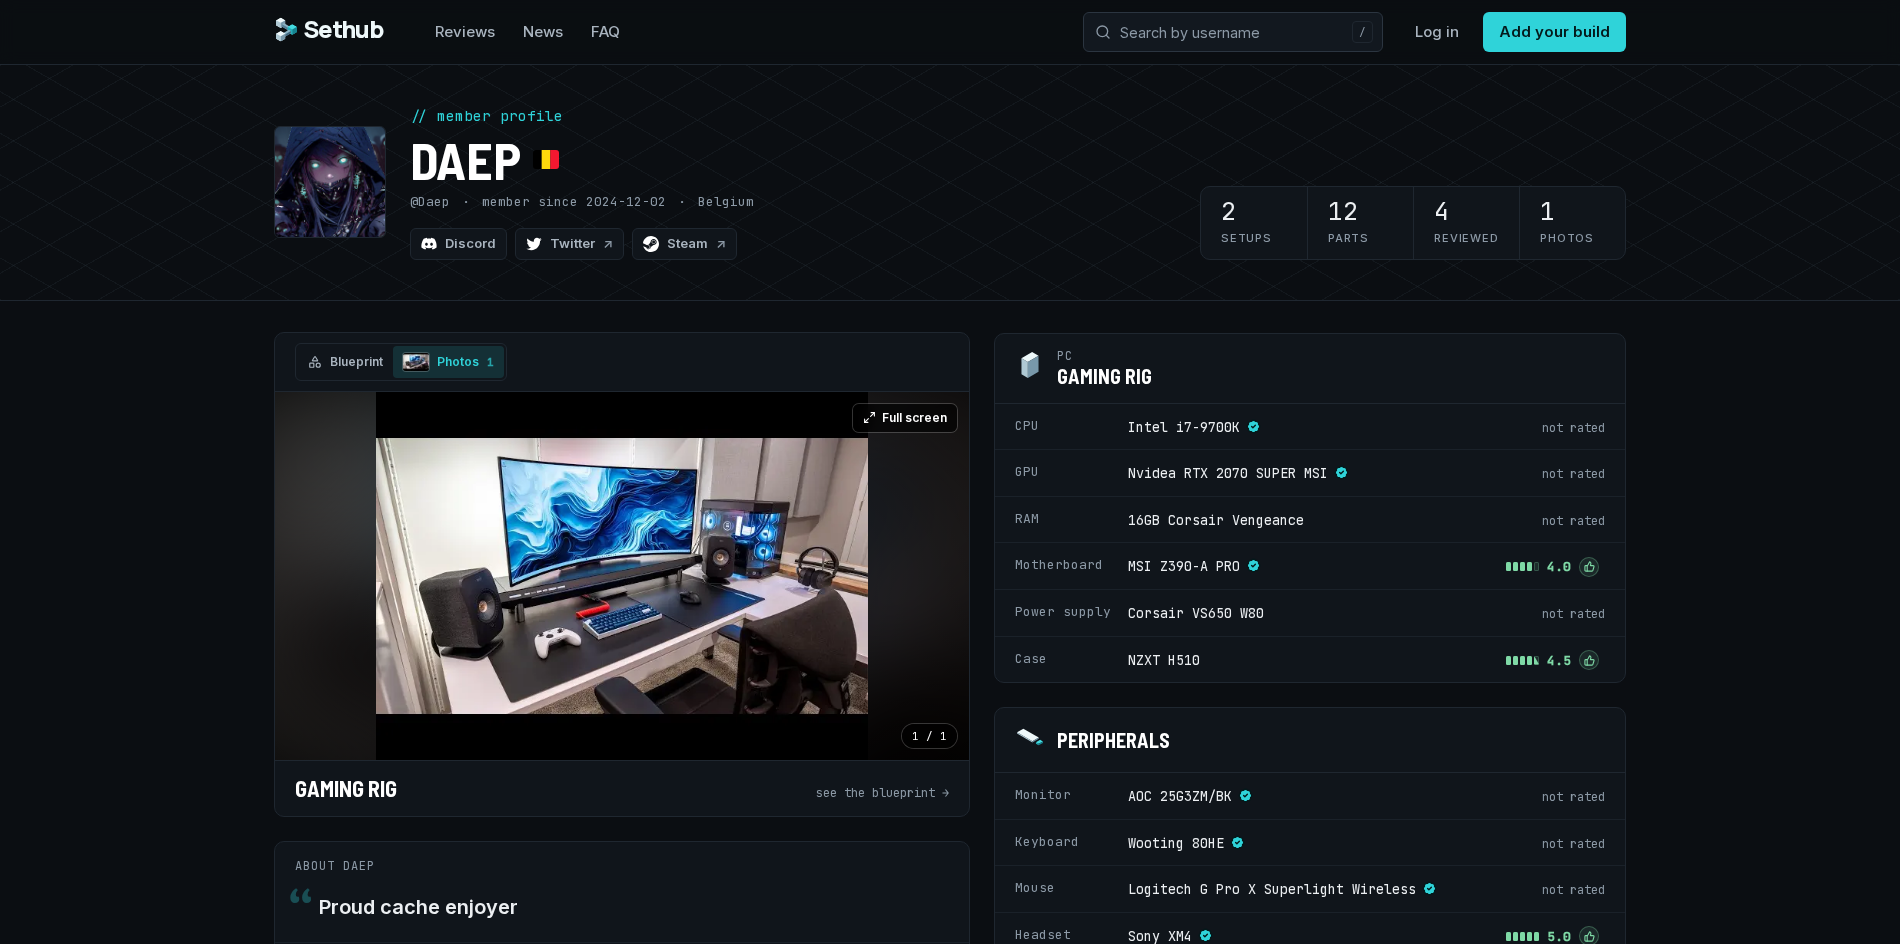 Sethub
Reviews News FAQ
Search by username /
Log in
Add your build
// member profile
DAEP
@Daep · member since 2024-12-02 · Belgium
Discord Twitter ↗ Steam ↗
2 12 4 1
SETUPS PARTS REVIEWED PHOTOS
Blueprint Photos 1
Full screen
1 / 1
GAMING RIG
see the blueprint →
ABOUT DAEP
“ Proud cache enjoyer
PC
GAMING RIG
CPU Intel i7-9700K not rated
GPU Nvidea RTX 2070 SUPER MSI not rated
RAM 16GB Corsair Vengeance not rated
Motherboard MSI Z390-A PRO 4.0
Power supply Corsair VS650 W80 not rated
Case NZXT H510 4.5
PERIPHERALS
Monitor AOC 25G3ZM/BK not rated
Keyboard Wooting 80HE not rated
Mouse Logitech G Pro X Superlight Wireless not rated
Headset Sony XM4 5.0